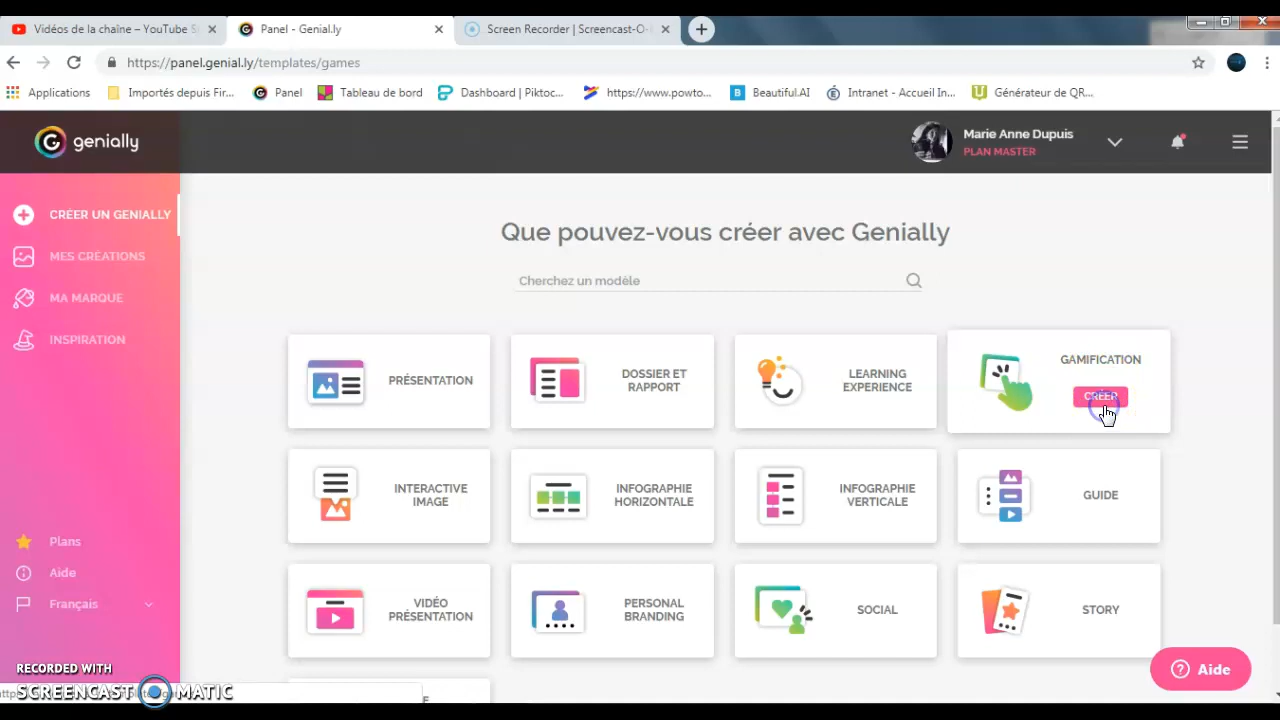 Vidéos de la chaîne – YouTube S
Panel - Genial.ly
Screen Recorder | Screencast-O-
https://panel.genial.ly/templates/games
Applications
Importés depuis Fir...
Panel
Tableau de bord
Dashboard | Piktoc...
https://www.powto...
Beautiful.AI
Intranet - Accueil In...
Générateur de QR...
genially
Marie Anne Dupuis
PLAN MASTER
CRÉER UN GENIALLY
MES CRÉATIONS
MA MARQUE
INSPIRATION
Plans
Aide
Français
Que pouvez-vous créer avec Genially
Cherchez un modèle
PRÉSENTATION
DOSSIER ET
RAPPORT
LEARNING
EXPERIENCE
GAMIFICATION
CRÉER
INTERACTIVE
IMAGE
INFOGRAPHIE
HORIZONTALE
INFOGRAPHIE
VERTICALE
GUIDE
VIDÉO
PRÉSENTATION
PERSONAL
BRANDING
SOCIAL
STORY
Aide
RECORDED WITH
SCREENCAST MATIC